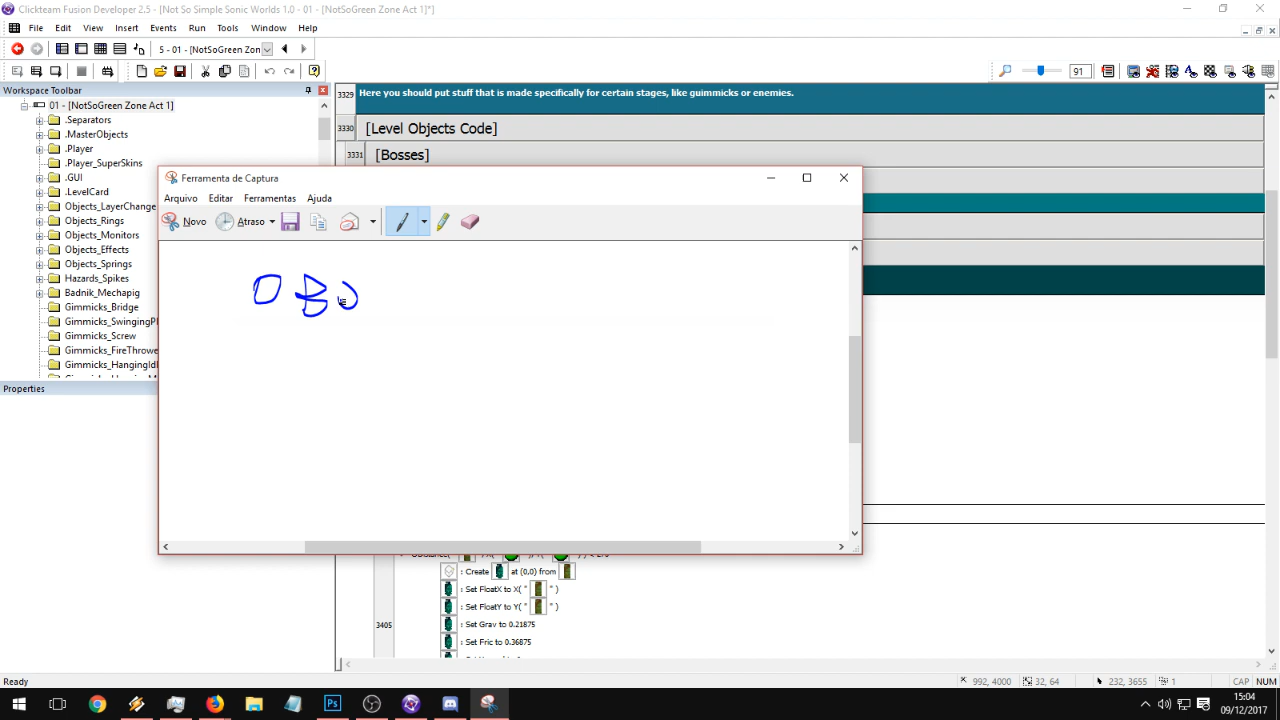 Clickteam Fusion Developer 2.5 - [Not So Simple Sonic Worlds 1.0 - 01 - [NotSoGreen Zone Act 1]*]
File Edit View Insert Events Run Tools Window Help
5 - 01 - [NotSoGreen Zon
91
Workspace Toolbar
01 - [NotSoGreen Zone Act 1]
.Separators
.MasterObjects
.Player
.Player_SuperSkins
.GUI
.LevelCard
Objects_LayerChange
Objects_Rings
Objects_Monitors
Objects_Effects
Objects_Springs
Hazards_Spikes
Badnik_Mechapig
Gimmicks_Bridge
Gimmicks_SwingingPl
Gimmicks_Screw
Gimmicks_FireThrowe
Properties
3329 Here you should put stuff that is made specifically for certain stages, like guimmicks or enemies.
3330 [Level Objects Code]
3331 [Bosses]
Ferramenta de Captura
Arquivo Editar Ferramentas Ajuda
Novo Atraso
O B
: Create at (0,0) from
: Set FloatX to X( " " )
: Set FloatY to Y( " " )
3405 : Set Grav to 0.21875
: Set Fric to 0.36875
Ready 992, 4000 32, 64 232, 3655 1 CAP NUM
Ps
15:04
09/12/2017